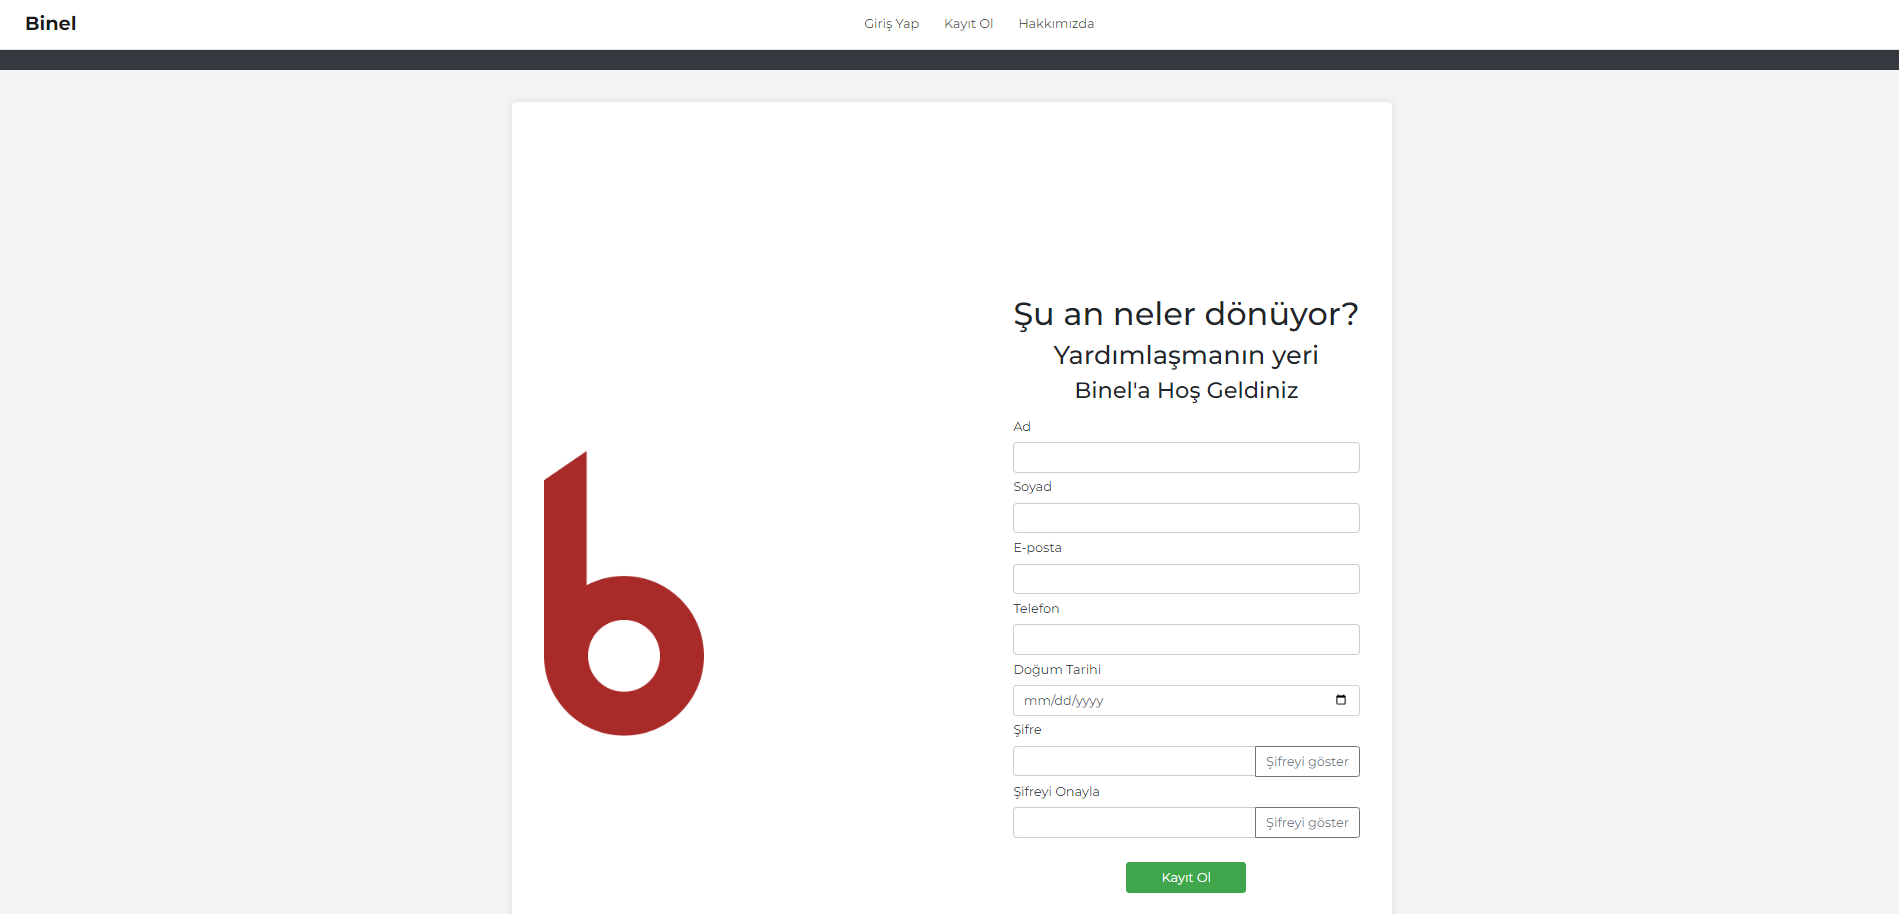 Binel
Giriş Yap
Kayıt Ol
Hakkımızda
Şu an neler dönüyor?
Yardımlaşmanın yeri
Binel'a Hoş Geldiniz
Ad
Soyad
E-posta
Telefon
Doğum Tarihi
mm/dd/yyyy
Şifre
Şifreyi göster
Şifreyi Onayla
Şifreyi göster
Kayıt Ol